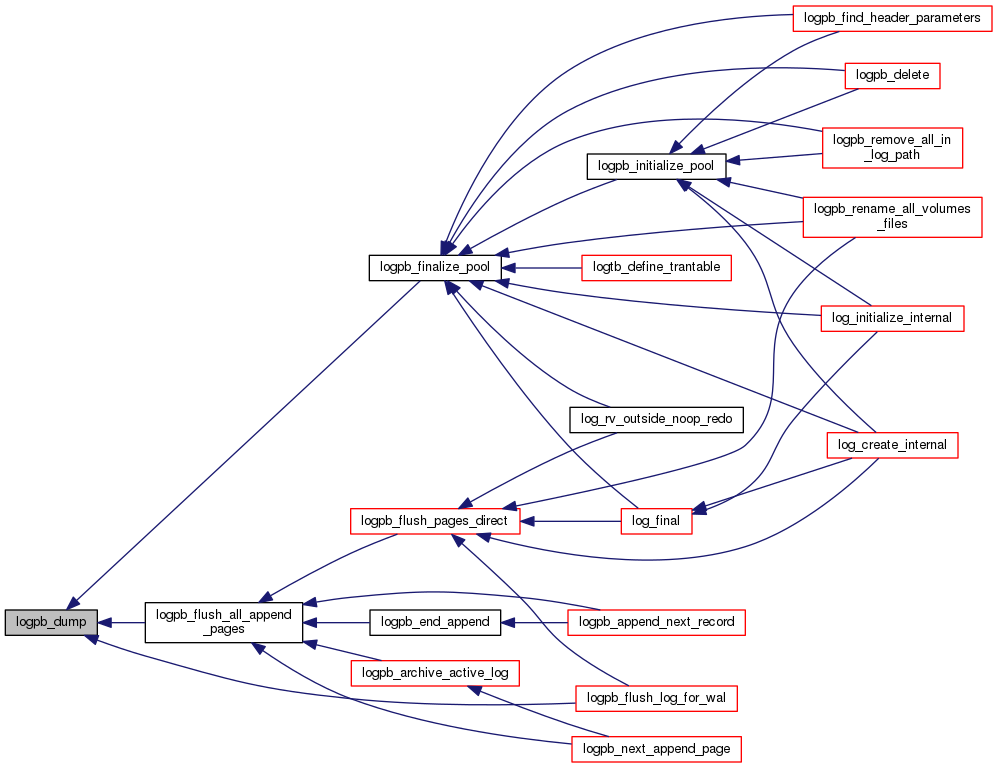 logpb_find_header_parameters
logpb_delete
logpb_remove_all_in
_log_path
logpb_initialize_pool
logpb_rename_all_volumes
_files
logpb_finalize_pool
logtb_define_trantable
log_initialize_internal
log_rv_outside_noop_redo
log_create_internal
logpb_flush_pages_direct
log_final
logpb_dump
logpb_flush_all_append
_pages
logpb_end_append
logpb_append_next_record
logpb_archive_active_log
logpb_flush_log_for_wal
logpb_next_append_page